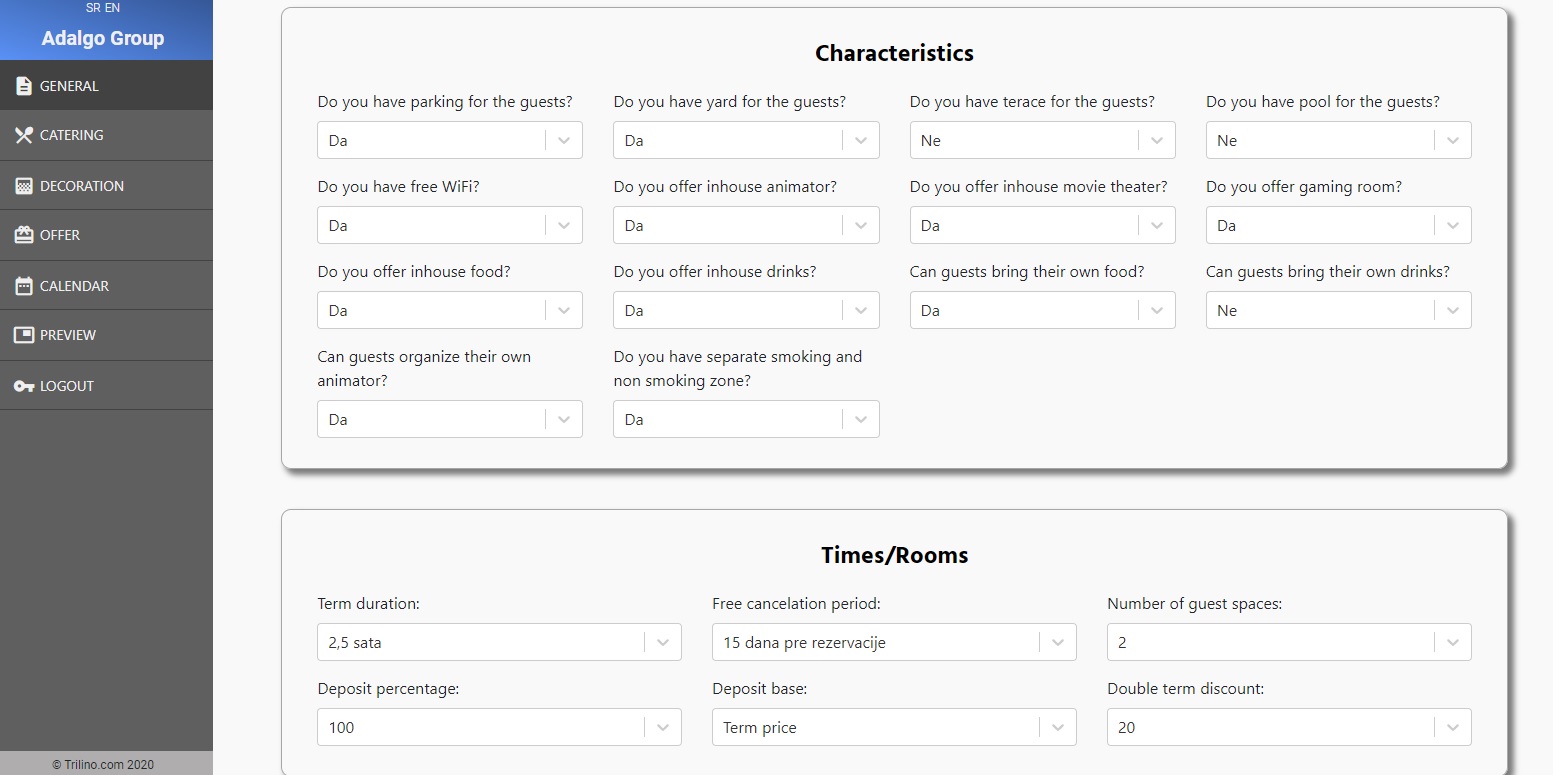 SR EN
Adalgo Group
GENERAL
CATERING
DECORATION
OFFER
CALENDAR
PREVIEW
LOGOUT
© Trilino.com 2020
Characteristics
Do you have parking for the guests?
Da
Do you have yard for the guests?
Da
Do you have terace for the guests?
Ne
Do you have pool for the guests?
Ne
Do you have free WiFi?
Da
Do you offer inhouse animator?
Da
Do you offer inhouse movie theater?
Da
Do you offer gaming room?
Da
Do you offer inhouse food?
Da
Do you offer inhouse drinks?
Da
Can guests bring their own food?
Da
Can guests bring their own drinks?
Ne
Can guests organize their own
animator?
Da
Do you have separate smoking and
non smoking zone?
Da
Times/Rooms
Term duration:
2,5 sata
Free cancelation period:
15 dana pre rezervacije
Number of guest spaces:
2
Deposit percentage:
100
Deposit base:
Term price
Double term discount:
20